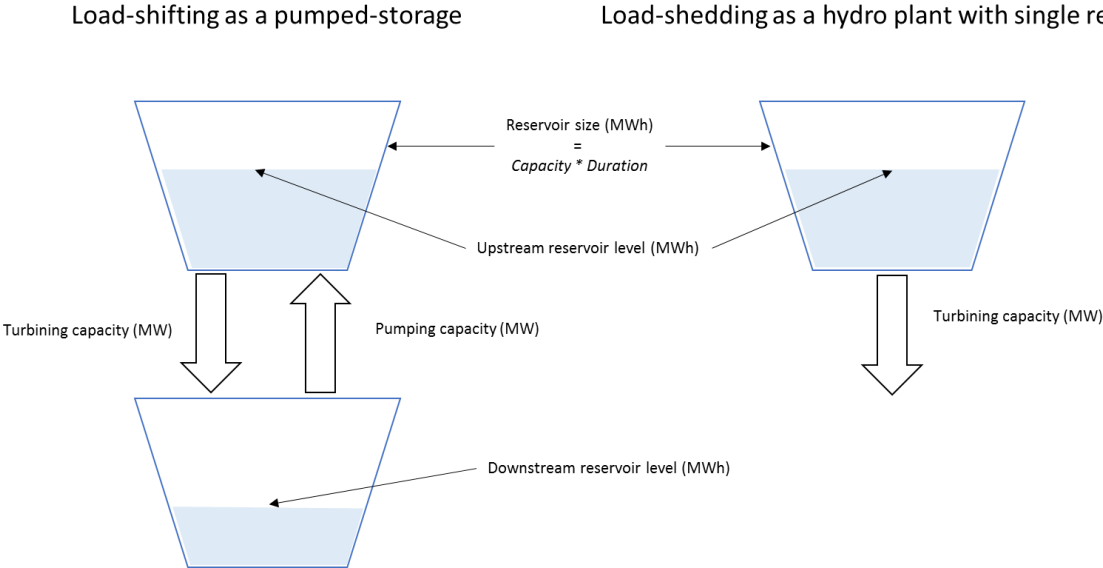 Load-shifting as a pumped-storage
Load-shedding as a hydro plant with single
Reservoir size (MWh)
=
Capacity * Duration
Upstream reservoir level (MWh)
Turbining capacity (MW)
Pumping capacity (MW)
Turbining capacity (MW)
Downstream reservoir level (MWh)